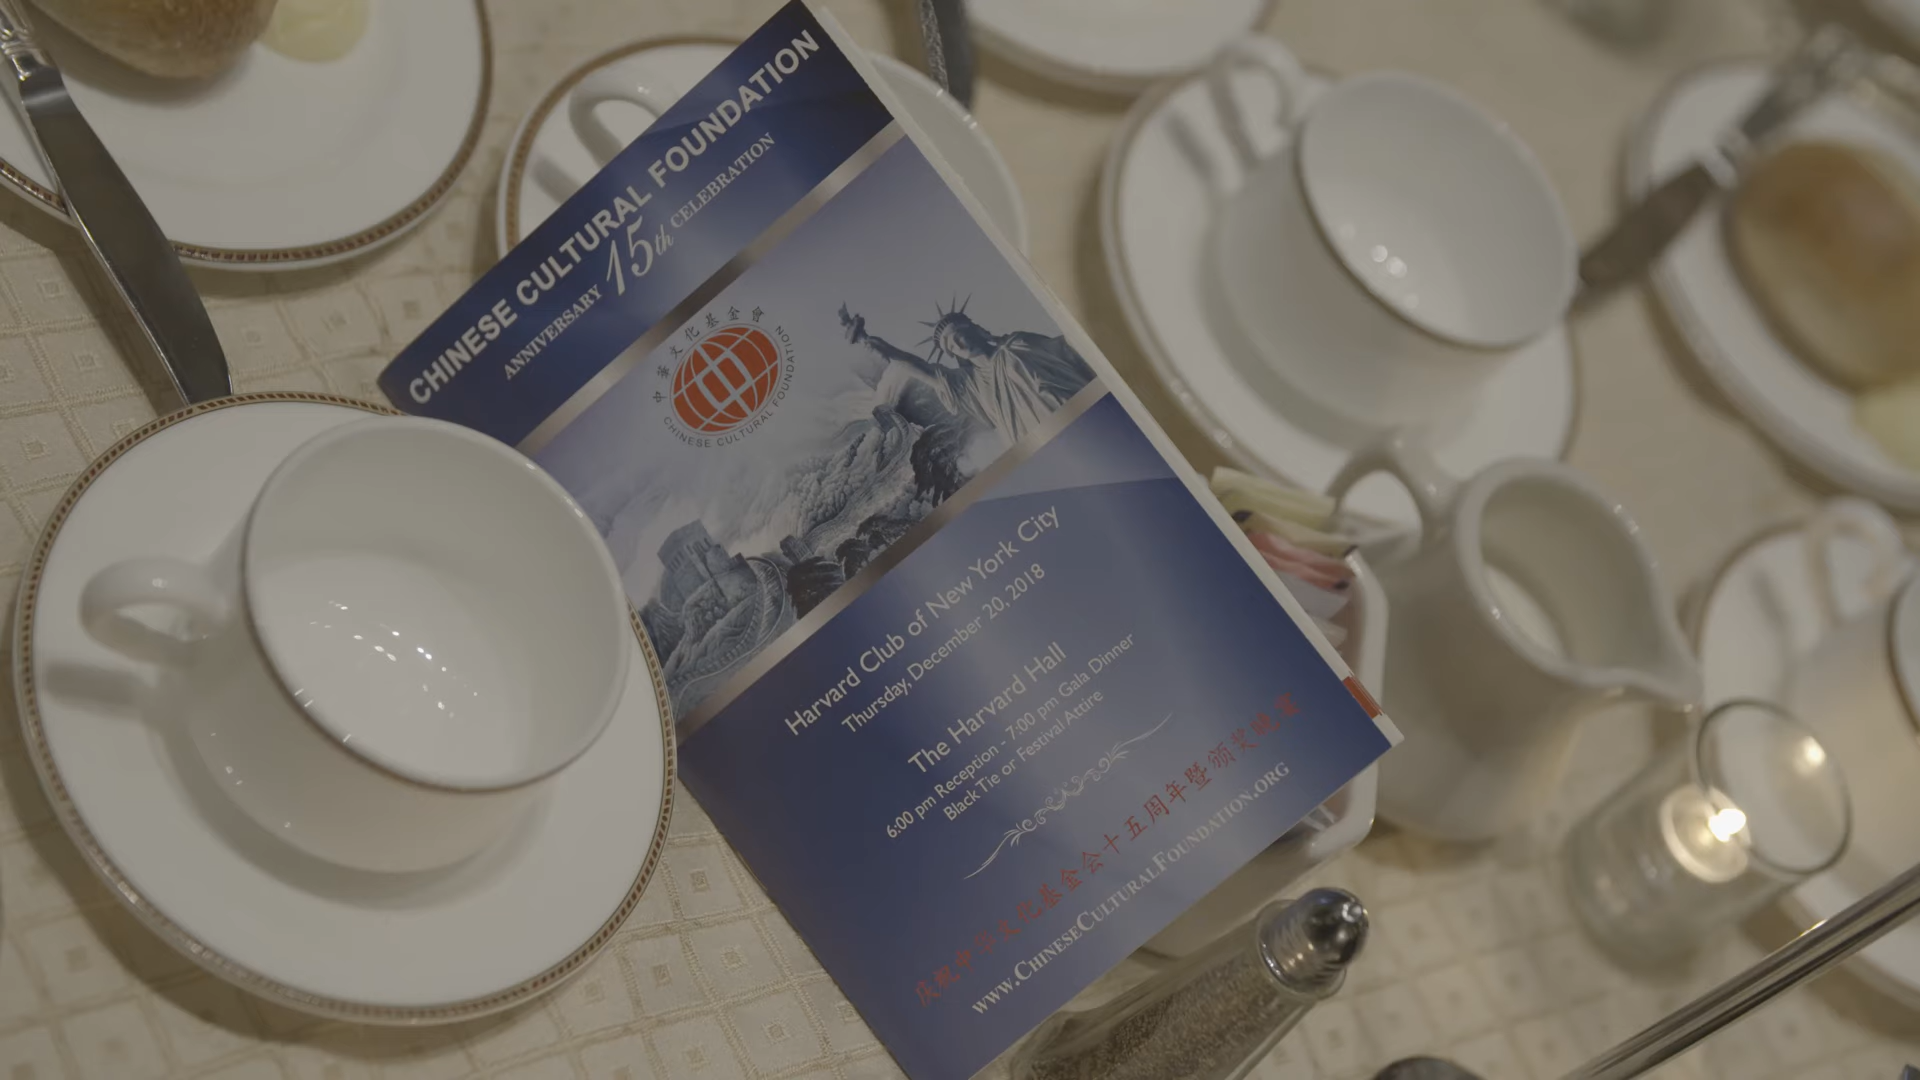 CHINESE CULTURAL FOUNDATION
ANNIVERSARY 15th CELEBRATION
中華文化基金會
CHINESE CULTURAL FOUNDATION
Harvard Club of New York City
Thursday, December 20, 2018
The Harvard Hall
6:00 pm Reception - 7:00 pm Gala Dinner
Black Tie or Festival Attire
庆祝中华文化基金会十五周年暨颁奖晚宴
www.ChineseCulturalFoundation.org